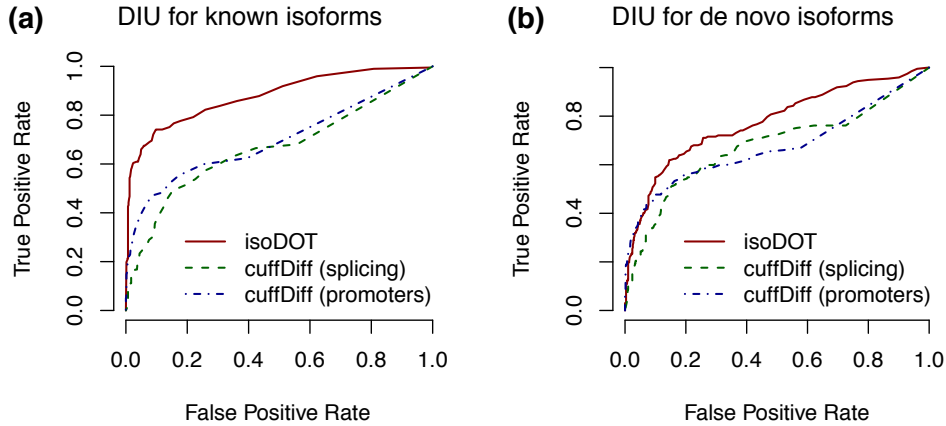 (a) DIU for known isoforms
True Positive Rate
1.0
0.8
0.6
0.4
0.2
0.0
isoDOT
cuffDiff (splicing)
cuffDiff (promoters)
0.0 0.2 0.4 0.6 0.8 1.0
False Positive Rate
(b) DIU for de novo isoforms
True Positive Rate
0.8
0.4
0.0
isoDOT
cuffDiff (splicing)
cuffDiff (promoters)
0.0 0.2 0.4 0.6 0.8 1.0
False Positive Rate